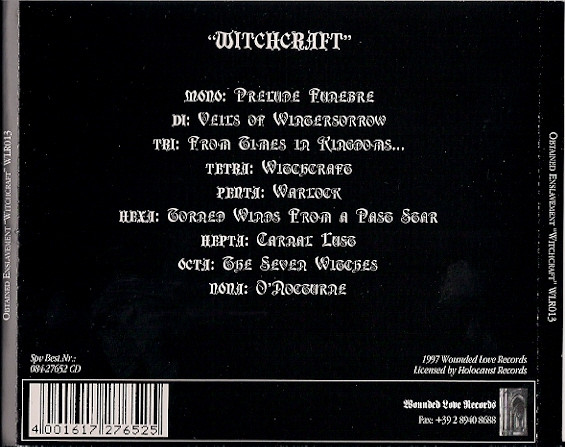 "WITCHCRAFT"
MONO: PRELUDE FUNEBRE
DI: VEILS OF WINTERSORROW
TRI: FROM TIMES IN KINGDOMS...
TETRA: WITCHCRAFT
PENTA: WARLOCK
HEXA: TORNED WINDS FROM A PAST STAR
HEPTA: CARNAL LUST
OCTA: THE SEVEN WITCHES
NONA: O'NOCTURNE
OBTAINED ENSLAVEMENT "WITCHCRAFT" WLR013
OBTAINED ENSLAVEMENT "WITCHCRAFT" WLR013
Spv Best.Nr.:
084-27652 CD
1997 Wounded Love Records
Licensed by Holocaust Records
4 001617 276525
Wounded Love Records
Fax: +39 2 8940 8688